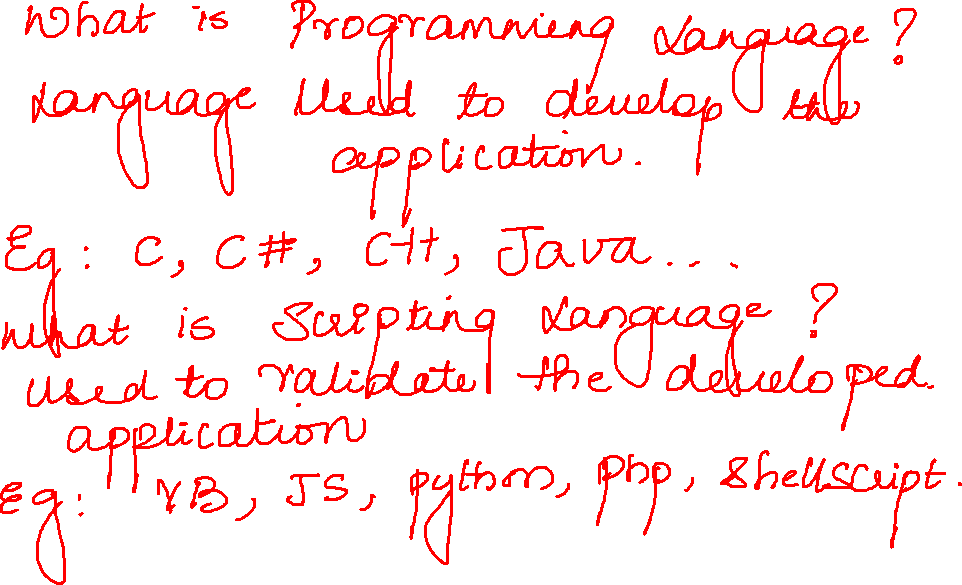 What is Programming Language?
Language Used to develop the
application.
Eg: C, C#, C++, Java...
What is Scripting Language?
Used to validate the developed.
application
Eg: VB, JS, python, php, Shellscript.